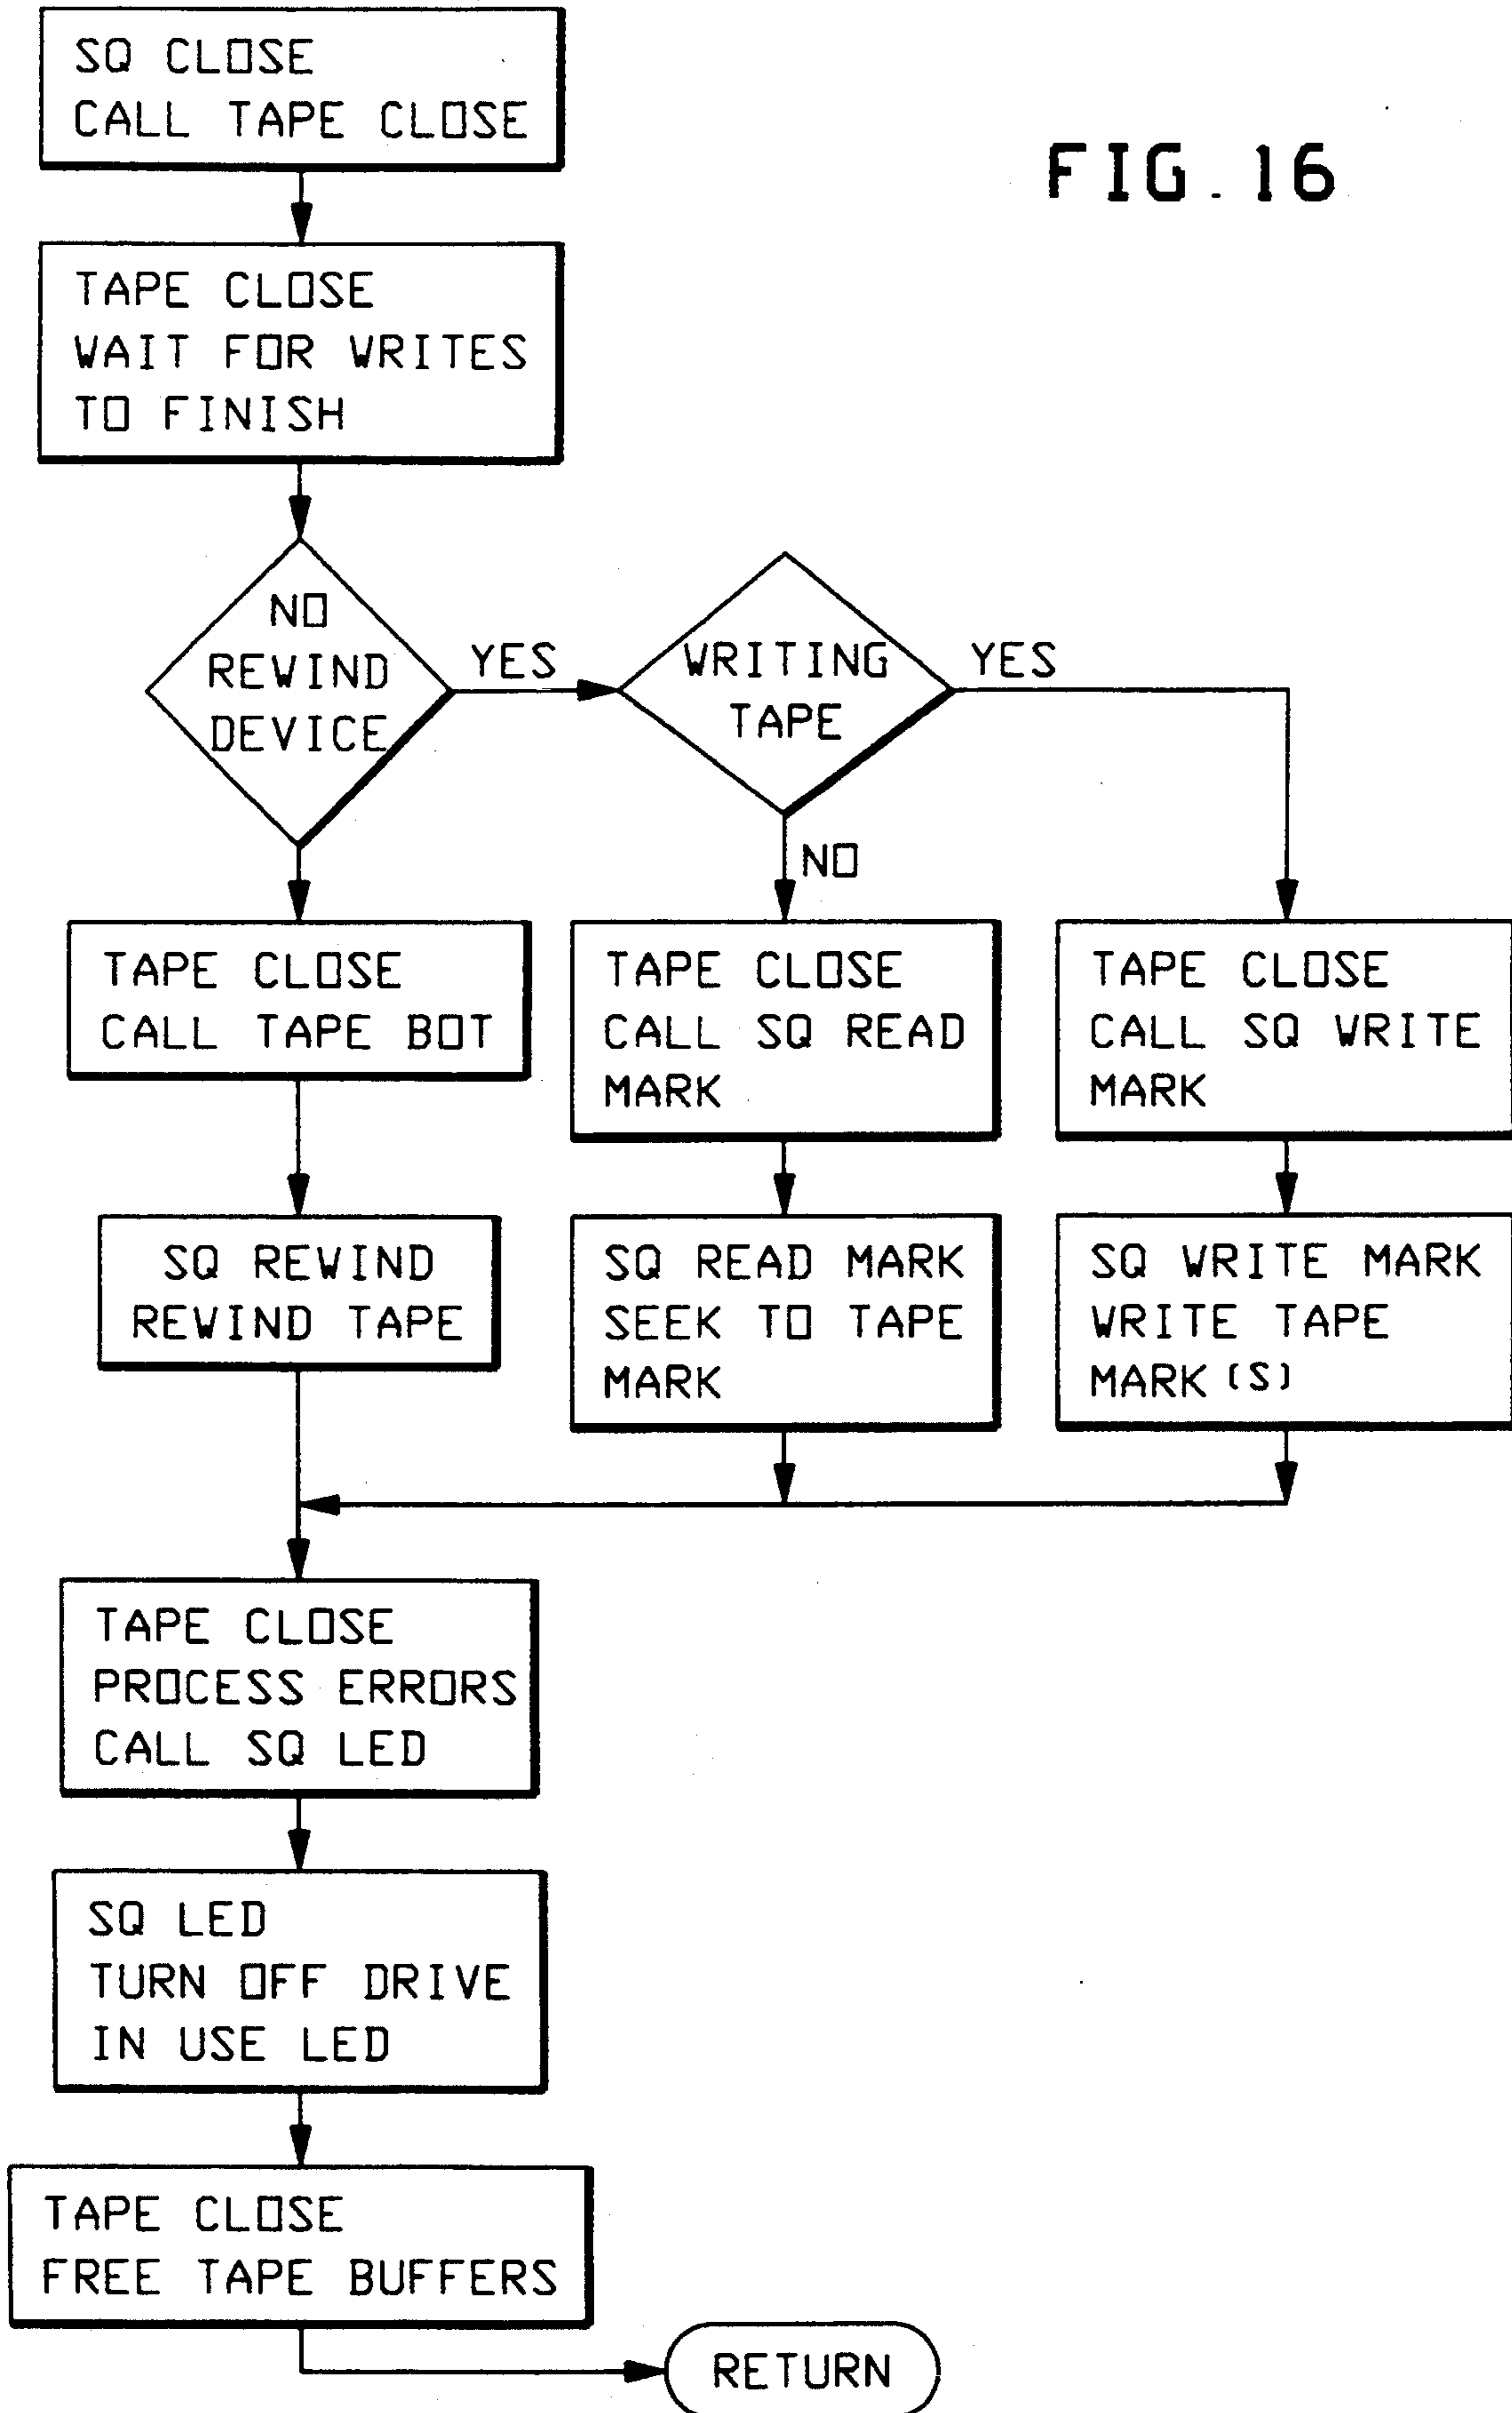 SQ CLOSE
CALL TAPE CLOSE
FIG. 16
TAPE CLOSE
WAIT FOR WRITES
TO FINISH
NO
REWIND
DEVICE
YES
WRITING
TAPE
YES
NO
TAPE CLOSE
CALL TAPE BOT
TAPE CLOSE
CALL SQ READ
MARK
TAPE CLOSE
CALL SQ WRITE
MARK
SQ REWIND
REWIND TAPE
SQ READ MARK
SEEK TO TAPE
MARK
SQ WRITE MARK
WRITE TAPE
MARK (S)
TAPE CLOSE
PROCESS ERRORS
CALL SQ LED
SQ LED
TURN OFF DRIVE
IN USE LED
TAPE CLOSE
FREE TAPE BUFFERS
RETURN